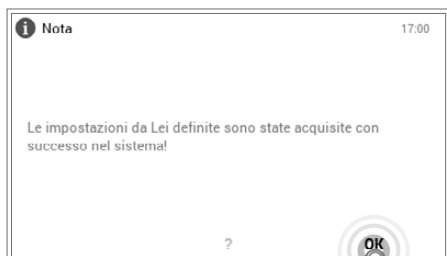 Nota 17:00
Le impostazioni da Lei definite sono state acquisite con
successo nel sistema!
? OK